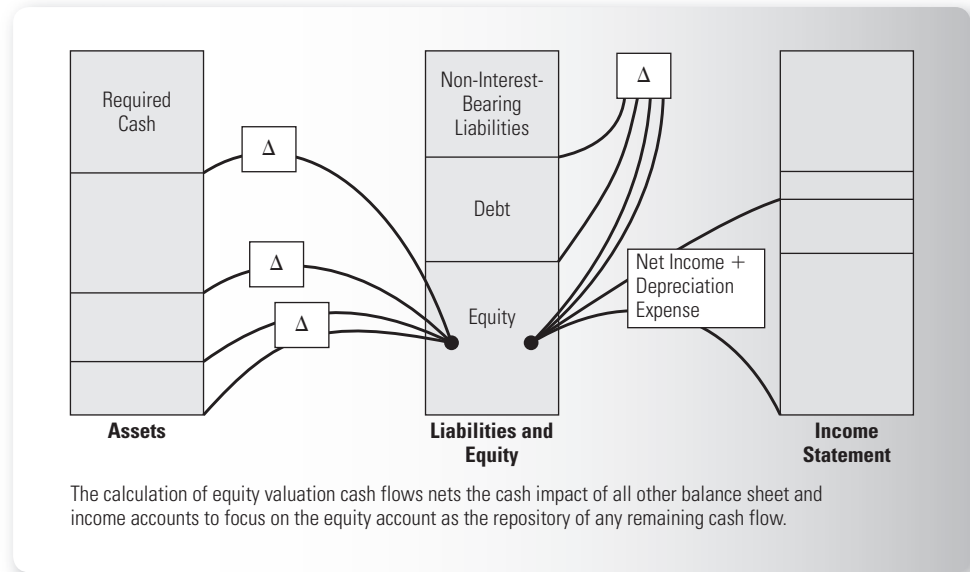 Required
Cash
Δ
Δ
Δ
Non-Interest-
Bearing
Liabilities
Debt
Equity
Δ
Net Income +
Depreciation
Expense
Assets
Liabilities and
Equity
Income
Statement
The calculation of equity valuation cash flows nets the cash impact of all other balance sheet and
income accounts to focus on the equity account as the repository of any remaining cash flow.